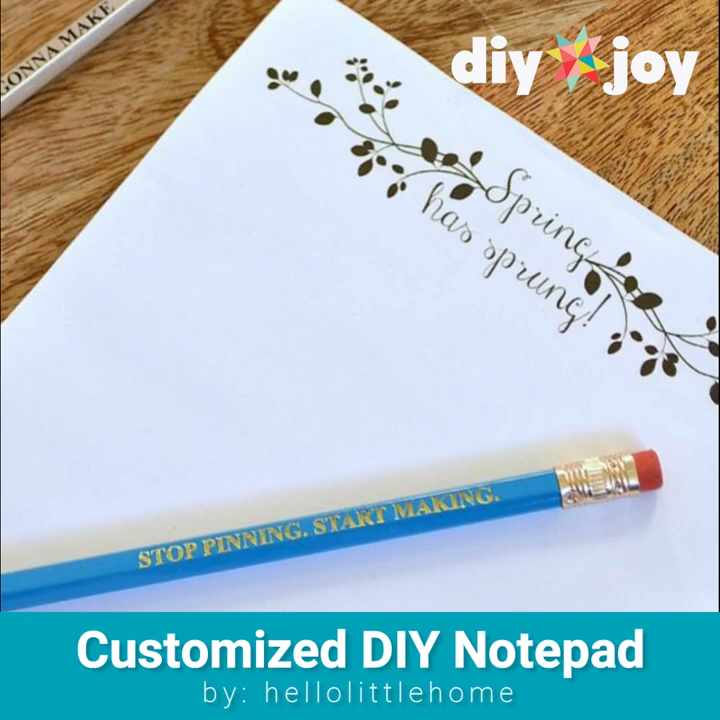 GONNA MAKE
diy joy
Spring
has sprung!
STOP PINNING. START MAKING.
Customized DIY Notepad
by: hellolittlehome